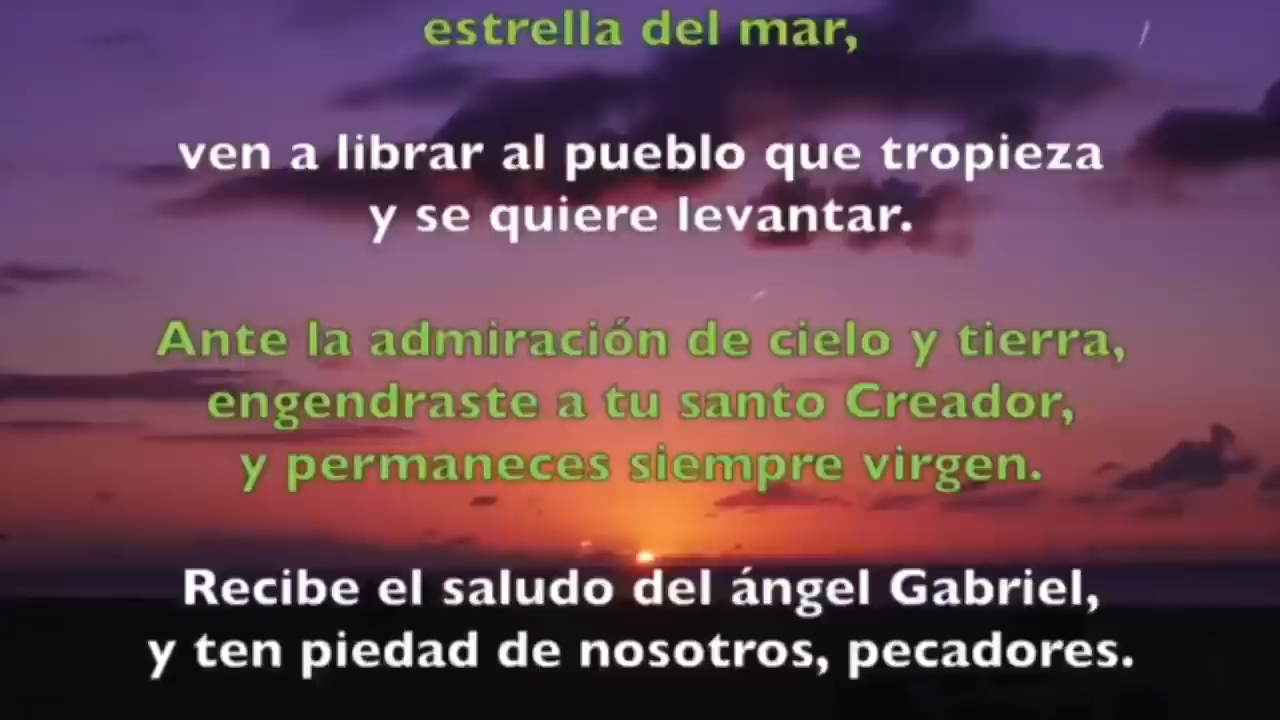 estrella del mar,
ven a librar al pueblo que tropieza
y se quiere levantar.
Ante la admiración de cielo y tierra,
engendraste a tu santo Creador,
y permaneces siempre virgen.
Recibe el saludo del ángel Gabriel,
y ten piedad de nosotros, pecadores.